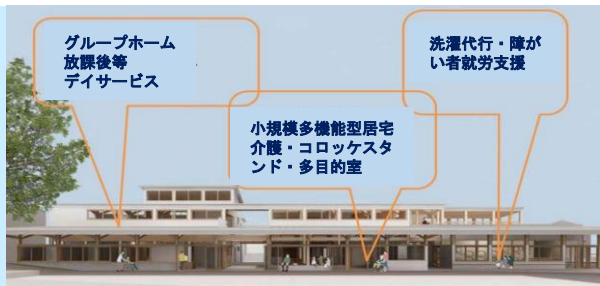 グループホーム
放課後等
デイサービス
小規模多機能型居宅
介護・コロッケスタ
ンド・多目的室
洗濯代行・障が
い者就労支援